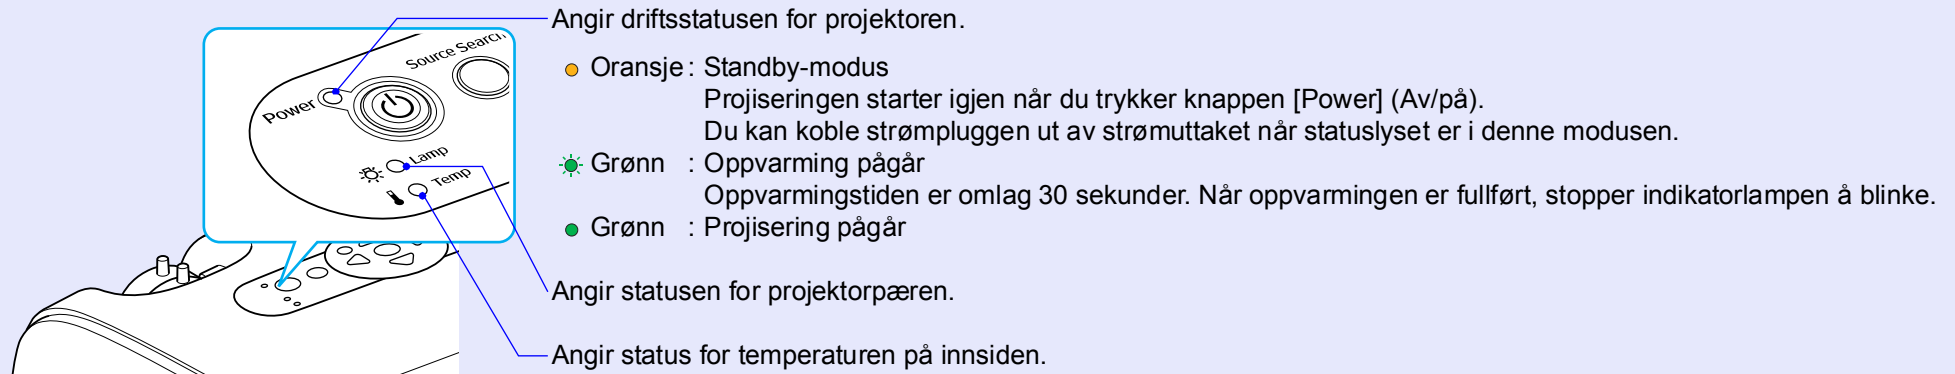 Angir driftsstatusen for projektoren.
Source Search
Power
Lamp
Temp
Oransje : Standby-modus
Projiseringen starter igjen når du trykker knappen [Power] (Av/på).
Du kan koble strømpluggen ut av strømuttaket når statuslyset er i denne modusen.
Grønn : Oppvarming pågår
Oppvarmingstiden er omlag 30 sekunder. Når oppvarmingen er fullført, stopper indikatorlampen å blinke.
Grønn : Projisering pågår
Angir statusen for projektorpæren.
Angir status for temperaturen på innsiden.